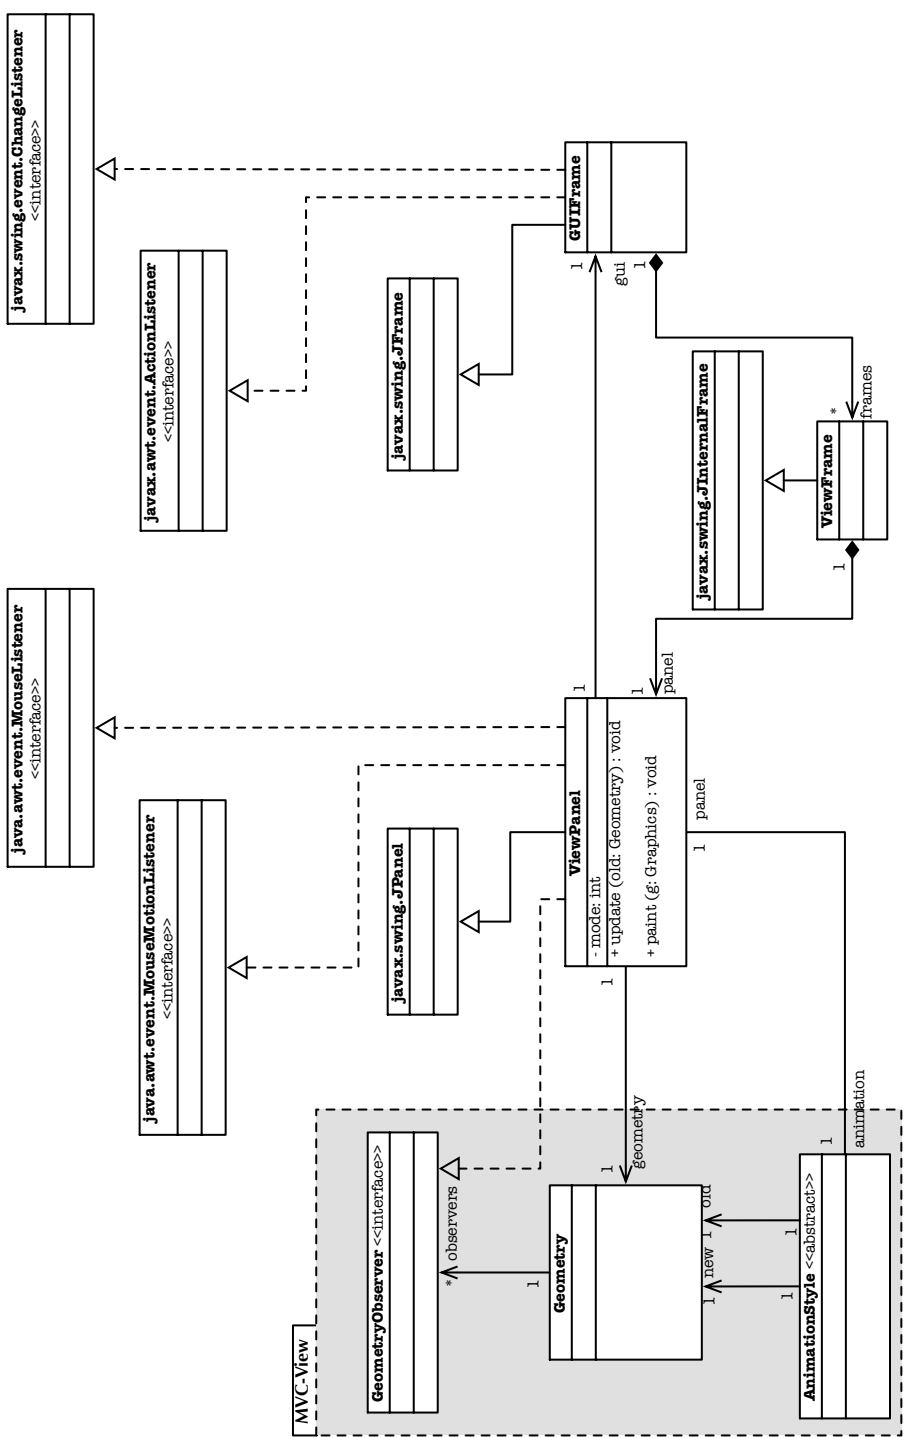 MVC-View
GeometryObserver <<interface>>
* observers
1
Geometry
1
geometry
1
new
1
old
1
1
AnimationStyle <<abstract>>
1
animation
java.awt.event.MouseMotionListener
<<interface>>
java.awt.event.MouseListener
<<interface>>
javax.swing.JPanel
ViewPanel
- mode: int
+ update (old: Geometry) : void
+ paint (g: Graphics) : void
1
1
panel
1
1
panel
javax.awt.event.ActionListener
<<interface>>
javax.swing.event.ChangeListener
<<interface>>
javax.swing.JFrame
GUIFrame
1
gui
1
javax.swing.JInternalFrame
ViewFrame
*
frames
1